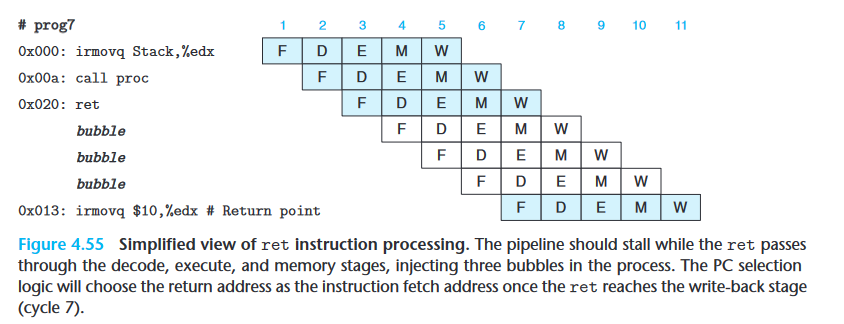 # prog7 1 2 3 4 5 6 7 8 9 10 11
0x000: irmovq Stack,%edx F D E M W
0x00a: call proc F D E M W
0x020: ret F D E M W
bubble F D E M W
bubble F D E M W
bubble F D E M W
0x013: irmovq $10,%edx # Return point F D E M W
Figure 4.55 Simplified view of ret instruction processing. The pipeline should stall while the ret passes
through the decode, execute, and memory stages, injecting three bubbles in the process. The PC selection
logic will choose the return address as the instruction fetch address once the ret reaches the write-back stage
(cycle 7).